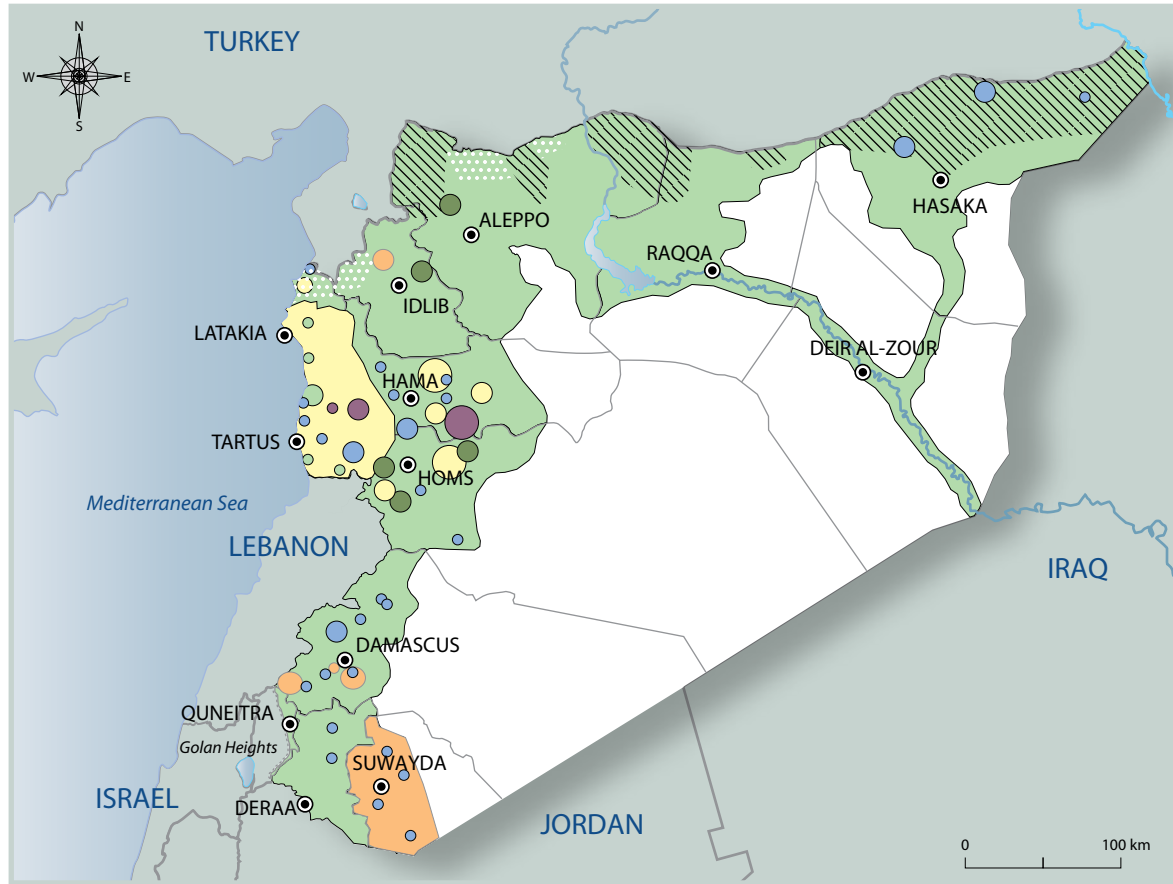 N
W E
S
TURKEY
ALEPPO
HASAKA
RAQQA
IDLIB
LATAKIA
DEIR AL-ZOUR
HAMA
TARTUS
HOMS
Mediterranean Sea
LEBANON
IRAQ
DAMASCUS
QUNEITRA
Golan Heights
SUWAYDA
ISRAEL
DERAA
JORDAN
0 100 km